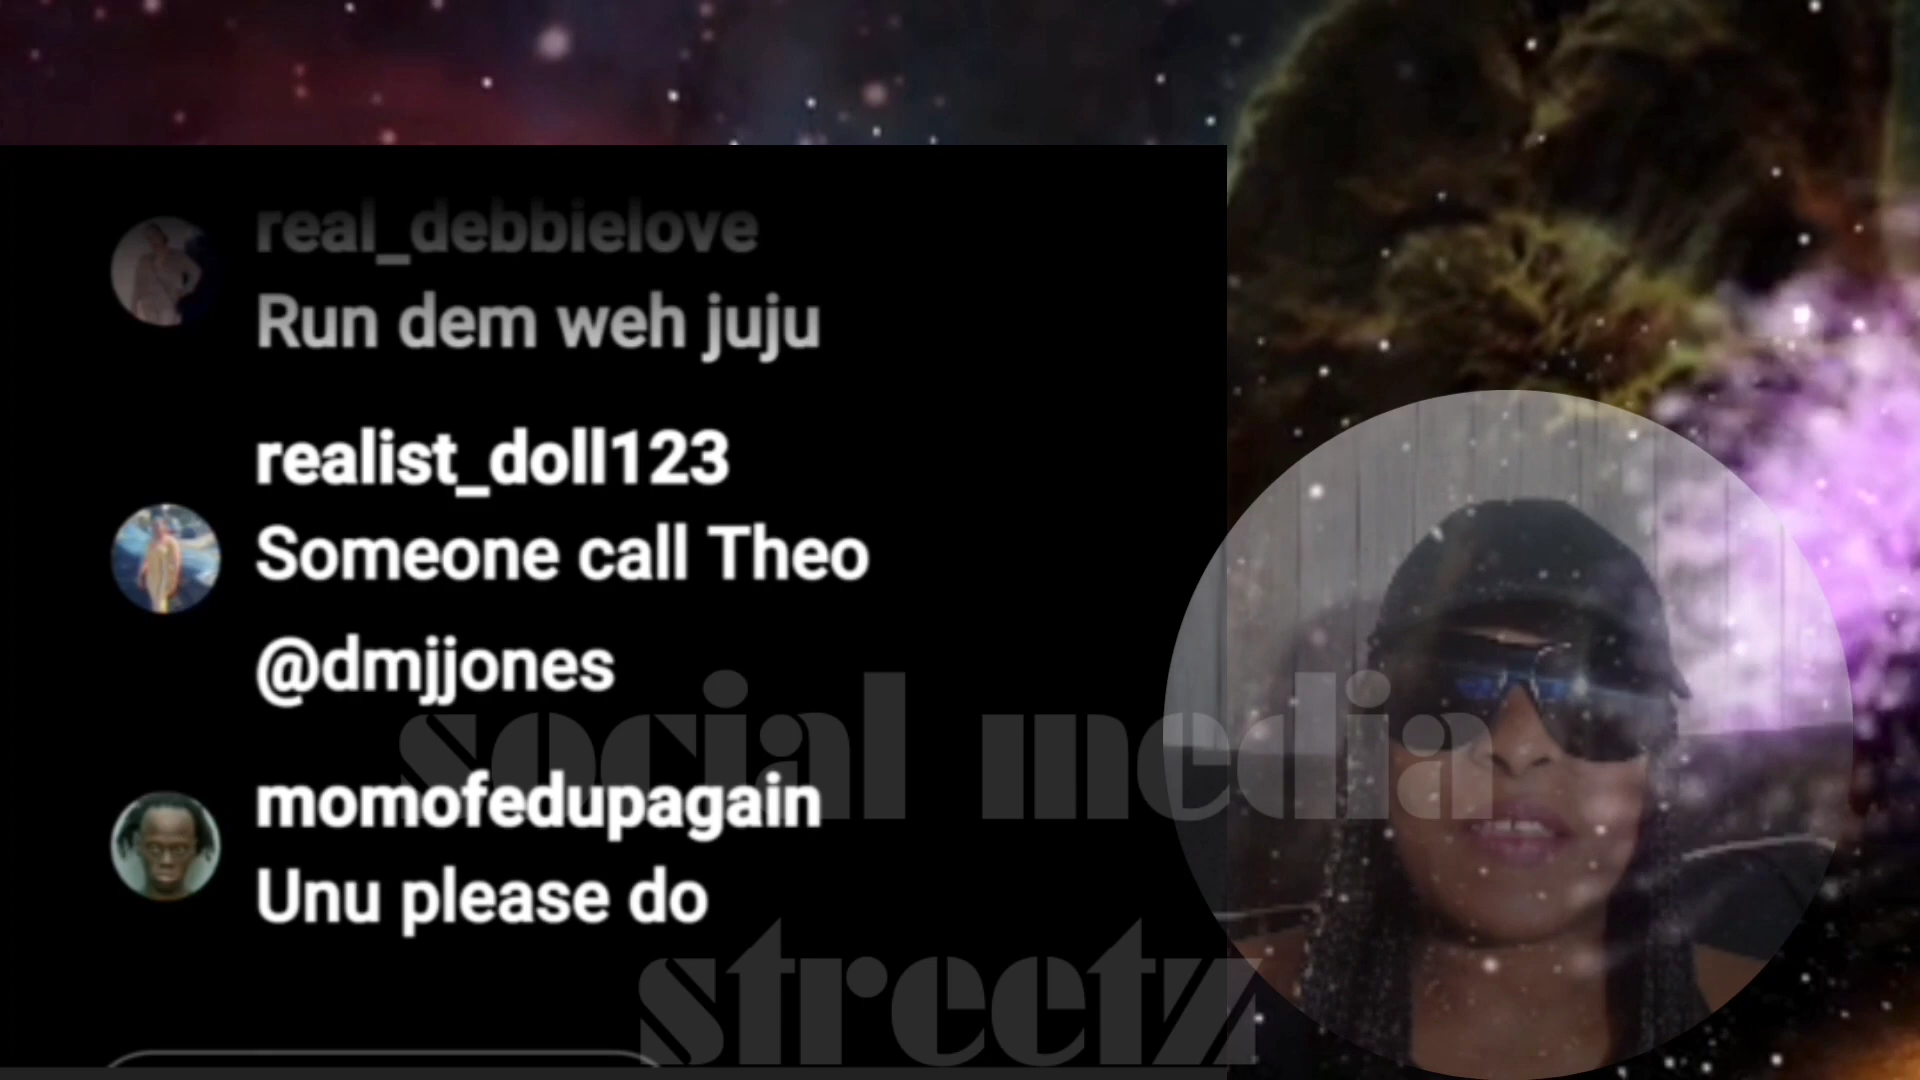 real_debbielove
Run dem weh juju
realist_doll123
Someone call Theo
@dmjjones
momofedupagain
Unu please do
social media
streetz